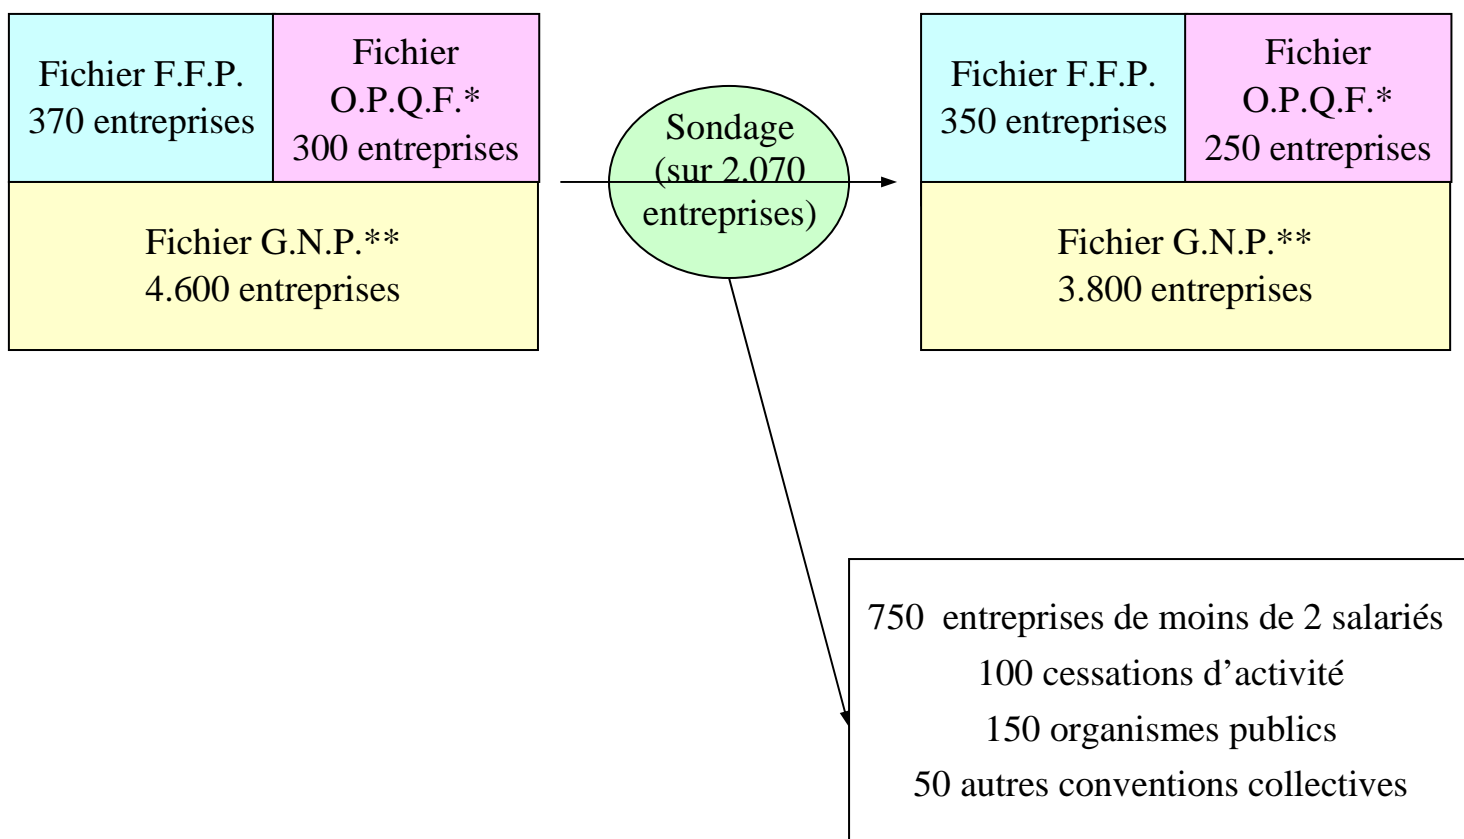 Fichier F.F.P.
370 entreprises
Fichier
O.P.Q.F.*
300 entreprises
Fichier G.N.P.**
4.600 entreprises
Sondage
(sur 2.070
entreprises)
Fichier F.F.P.
350 entreprises
Fichier
O.P.Q.F.*
250 entreprises
Fichier G.N.P.**
3.800 entreprises
750 entreprises de moins de 2 salariés
100 cessations d’activité
150 organismes publics
50 autres conventions collectives